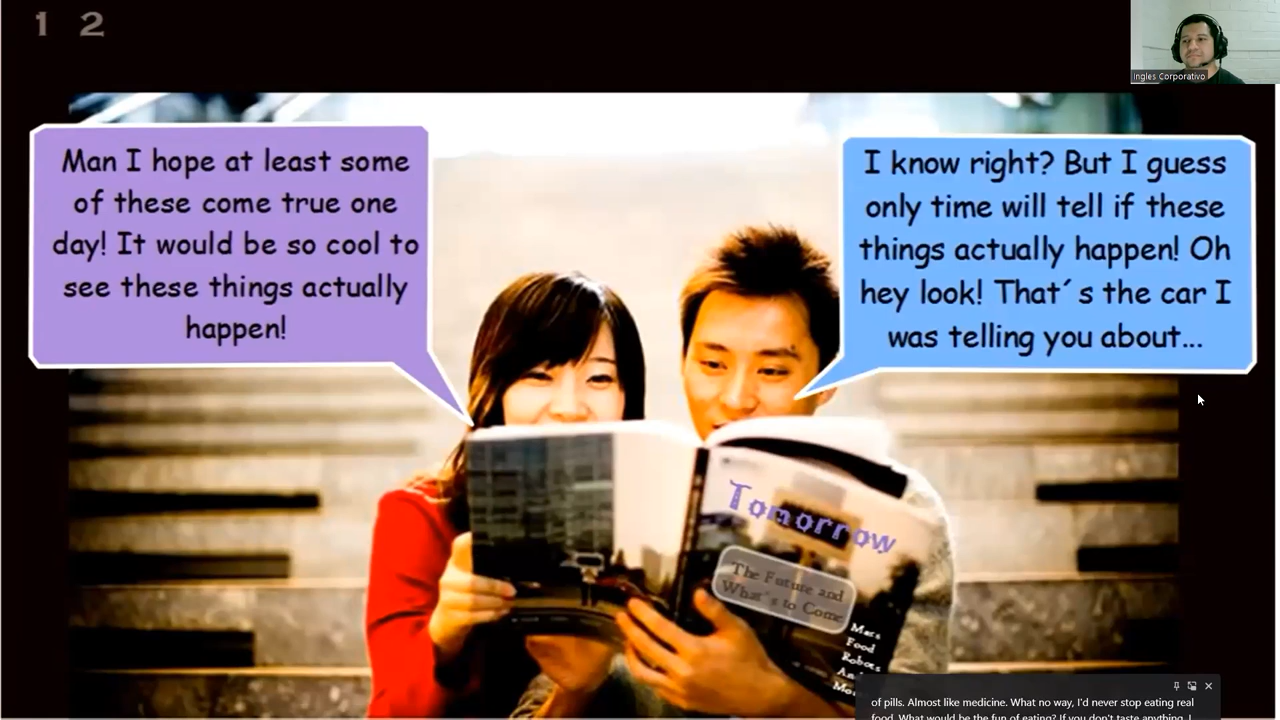 1 2
Ingles Corporativo
Man I hope at least some
of these come true one
day! It would be so cool to
see these things actually
happen!
I know right? But I guess
only time will tell if these
things actually happen! Oh
hey look! That´s the car I
was telling you about...
Tomorrow
The Future and
What´s to Come
Mars
Food
Robots
of pills. Almost like medicine. What no way, I'd never stop eating real
food. What would be the fun of eating? If you don't taste anything